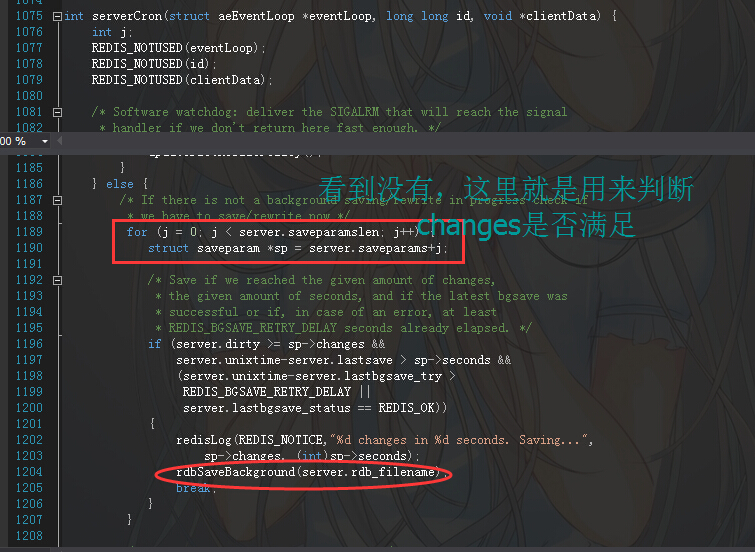 1075 int serverCron(struct aeEventLoop *eventLoop, long long id, void *clientData) {
1076 int j;
1077 REDIS_NOTUSED(eventLoop);
1078 REDIS_NOTUSED(id);
1079 REDIS_NOTUSED(clientData);
1080
1081 /* Software watchdog: deliver the SIGALRM that will reach the signal
1082 * handler if we don't return here fast enough. */
00 %
1185 }
1186 } else {
看到没有，这里就是用来判断
1187 /* If there is not a background saving/rewrite in progress check if
1188 * we have to save/rewrite now */
changes是否满足
1189 for (j = 0; j < server.saveparamslen; j++)
1190 struct saveparam *sp = server.saveparams+j;
1191
1192 /* Save if we reached the given amount of changes,
1193 * the given amount of seconds, and if the latest bgsave was
1194 * successful or if, in case of an error, at least
1195 * REDIS_BGSAVE_RETRY_DELAY seconds already elapsed. */
1196 if (server.dirty >= sp->changes &&
1197 server.unixtime-server.lastsave > sp->seconds &&
1198 (server.unixtime-server.lastbgsave_try >
1199 REDIS_BGSAVE_RETRY_DELAY ||
1200 server.lastbgsave_status == REDIS_OK))
1201 {
1202 redisLog(REDIS_NOTICE,"%d changes in %d seconds. Saving...",
1203 sp->changes, (int)sp->seconds);
1204 rdbSaveBackground(server.rdb_filename);
1205 break;
1206 }
1207 }
1208